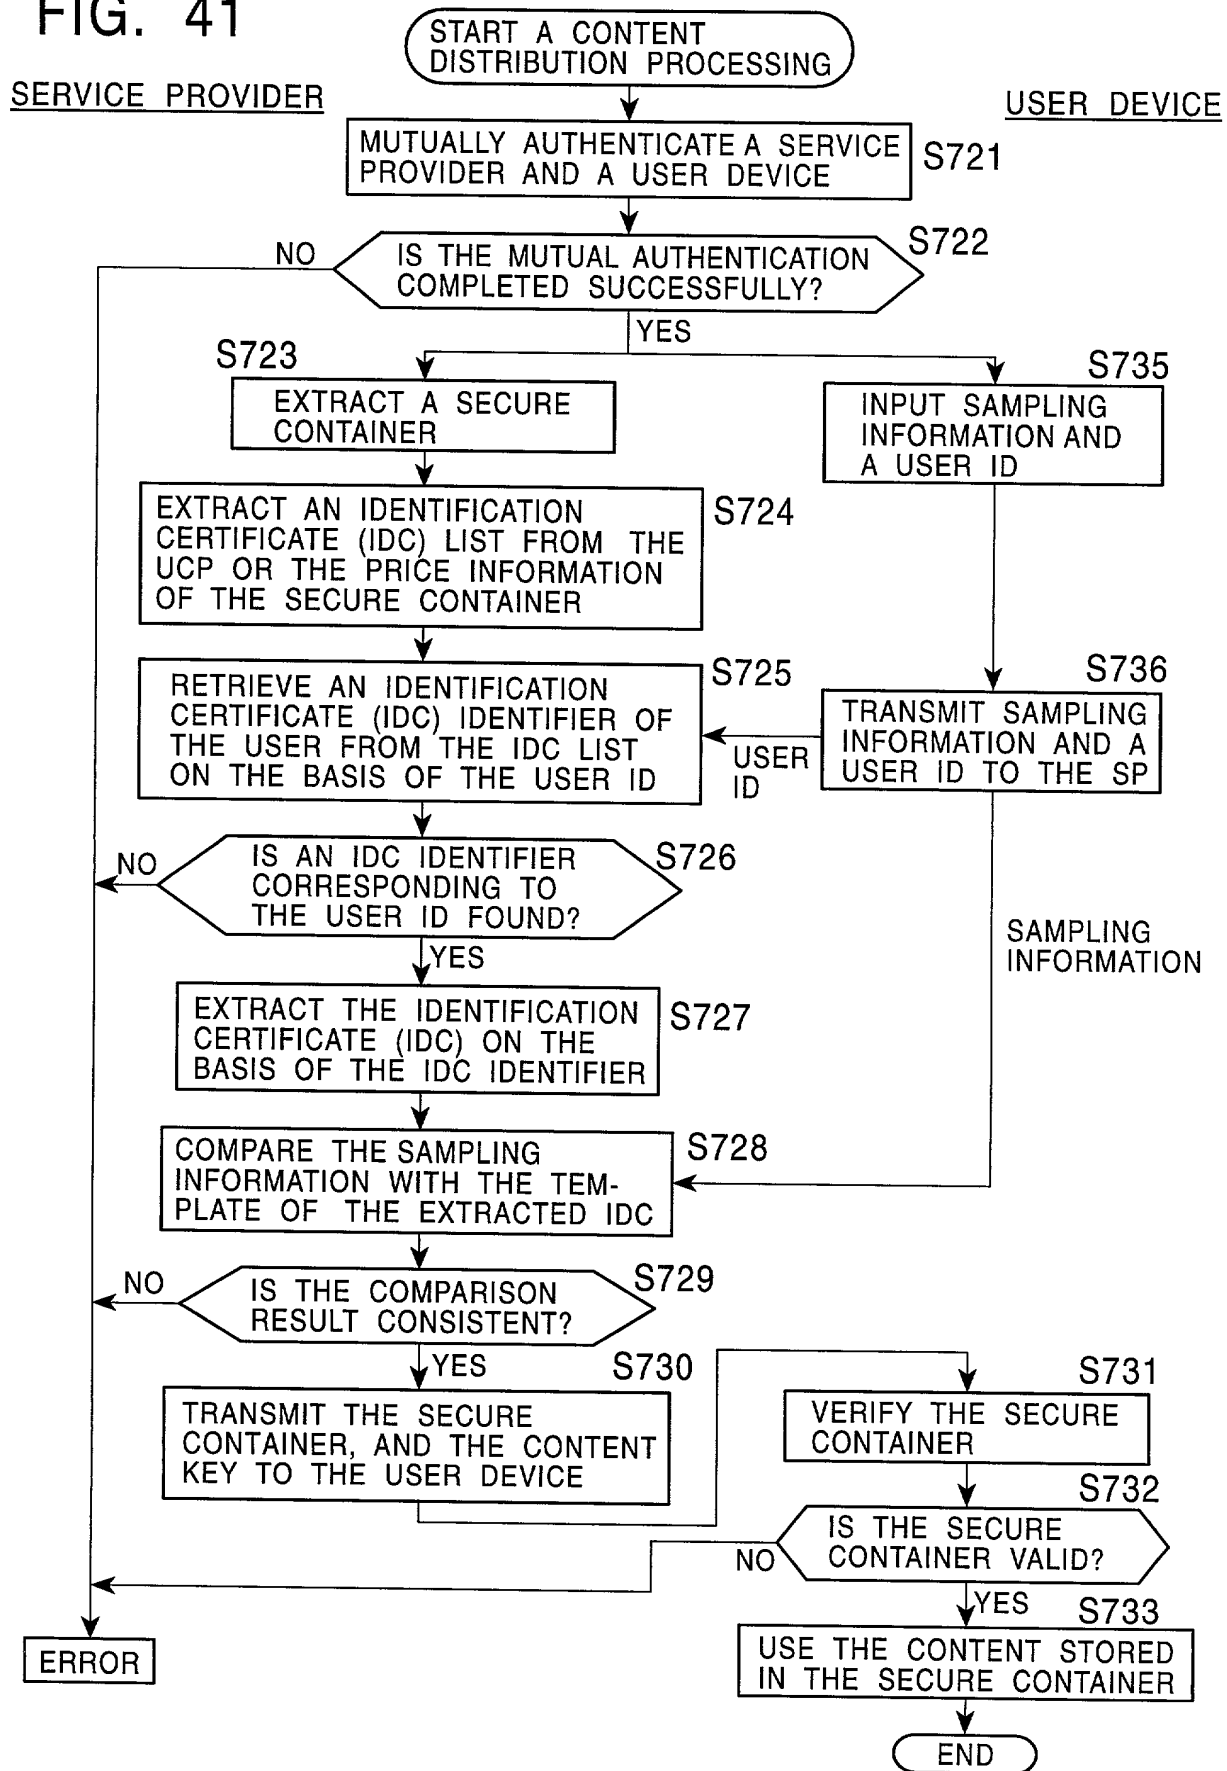 FIG. 41
START A CONTENT
DISTRIBUTION PROCESSING
SERVICE PROVIDER
USER DEVICE
MUTUALLY AUTHENTICATE A SERVICE
PROVIDER AND A USER DEVICE
S721
IS THE MUTUAL AUTHENTICATION
COMPLETED SUCCESSFULLY?
S722
NO
YES
S723
EXTRACT A SECURE
CONTAINER
S735
INPUT SAMPLING
INFORMATION AND
A USER ID
EXTRACT AN IDENTIFICATION
CERTIFICATE (IDC) LIST FROM THE
UCP OR THE PRICE INFORMATION
OF THE SECURE CONTAINER
S724
RETRIEVE AN IDENTIFICATION
CERTIFICATE (IDC) IDENTIFIER OF
THE USER FROM THE IDC LIST
ON THE BASIS OF THE USER ID
S725
USER
ID
S736
TRANSMIT SAMPLING
INFORMATION AND A
USER ID TO THE SP
IS AN IDC IDENTIFIER
CORRESPONDING TO
THE USER ID FOUND?
S726
NO
YES
SAMPLING
INFORMATION
EXTRACT THE IDENTIFICATION
CERTIFICATE (IDC) ON THE
BASIS OF THE IDC IDENTIFIER
S727
COMPARE THE SAMPLING
INFORMATION WITH THE TEM-
PLATE OF THE EXTRACTED IDC
S728
IS THE COMPARISON
RESULT CONSISTENT?
S729
NO
YES
S730
TRANSMIT THE SECURE
CONTAINER, AND THE CONTENT
KEY TO THE USER DEVICE
S731
VERIFY THE SECURE
CONTAINER
S732
IS THE SECURE
CONTAINER VALID?
NO
YES
S733
USE THE CONTENT STORED
IN THE SECURE CONTAINER
ERROR
END